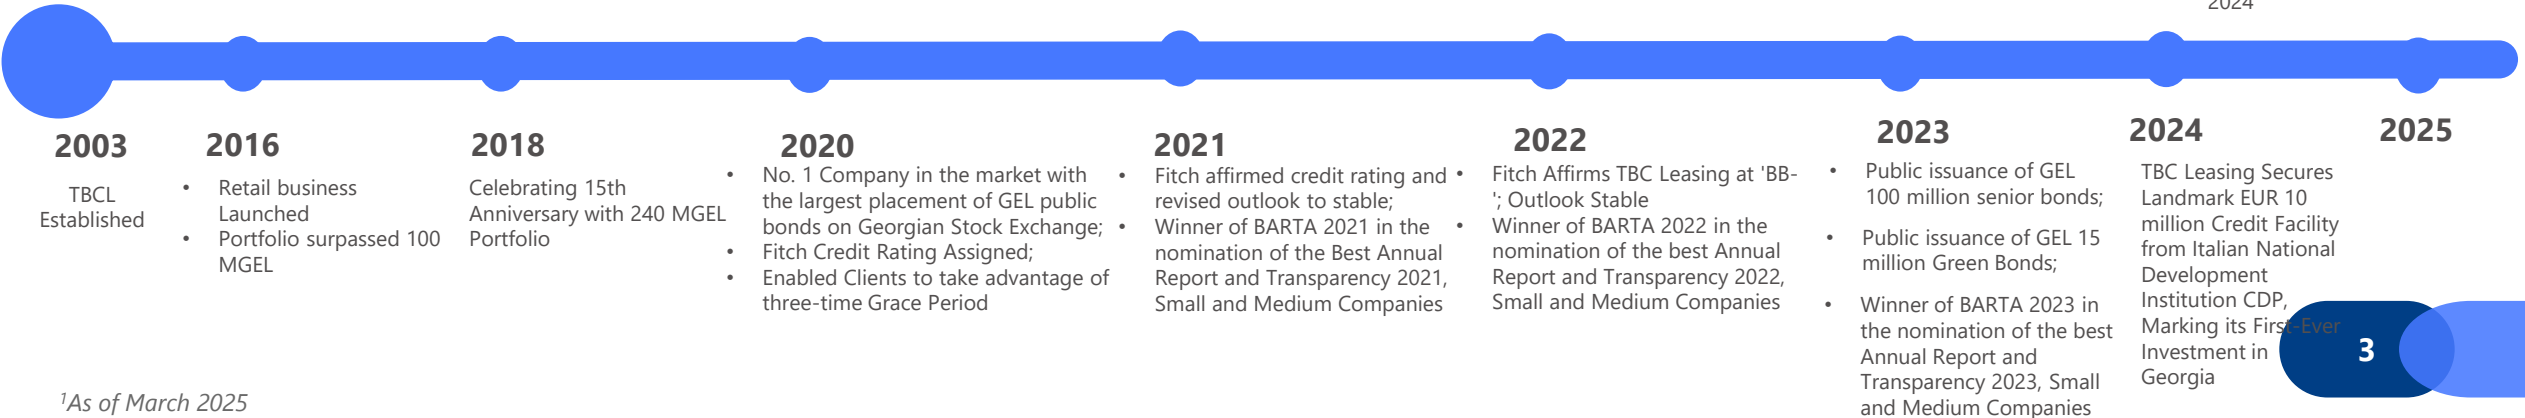 2024
2003
TBCL
Established
2016
• Retail business
Launched
• Portfolio surpassed 100
MGEL
2018
Celebrating 15th
Anniversary with 240 MGEL
Portfolio
2020
• No. 1 Company in the market with
the largest placement of GEL public
bonds on Georgian Stock Exchange;
• Fitch Credit Rating Assigned;
• Enabled Clients to take advantage of
three-time Grace Period
2021
• Fitch affirmed credit rating and
revised outlook to stable;
• Winner of BARTA 2021 in the
nomination of the Best Annual
Report and Transparency 2021,
Small and Medium Companies
2022
• Fitch Affirms TBC Leasing at 'BB-
'; Outlook Stable
• Winner of BARTA 2022 in the
nomination of the best Annual
Report and Transparency 2022,
Small and Medium Companies
2023
• Public issuance of GEL
100 million senior bonds;
• Public issuance of GEL 15
million Green Bonds;
• Winner of BARTA 2023 in
the nomination of the best
Annual Report and
Transparency 2023, Small
and Medium Companies
2024
TBC Leasing Secures
Landmark EUR 10
million Credit Facility
from Italian National
Development
Institution CDP,
Marking its First-Ever
Investment in
Georgia
2025
3
¹As of March 2025